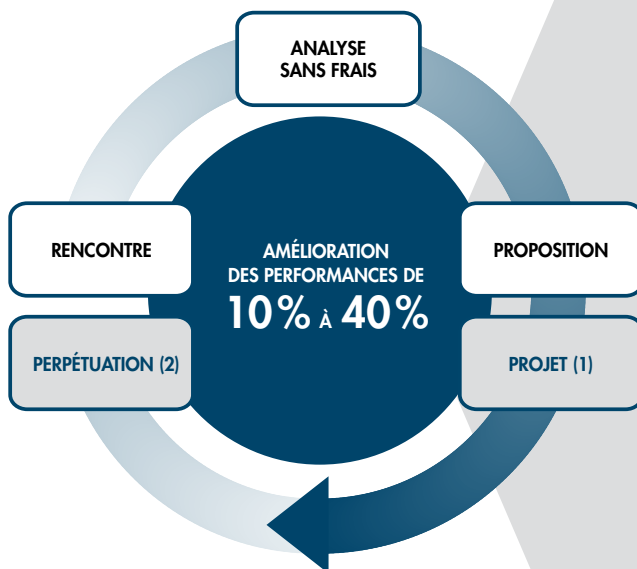 ANALYSE
SANS FRAIS
RENCONTRE
AMÉLIORATION
DES PERFORMANCES DE
10% À 40%
PROPOSITION
PERPÉTUATION (2)
PROJET (1)